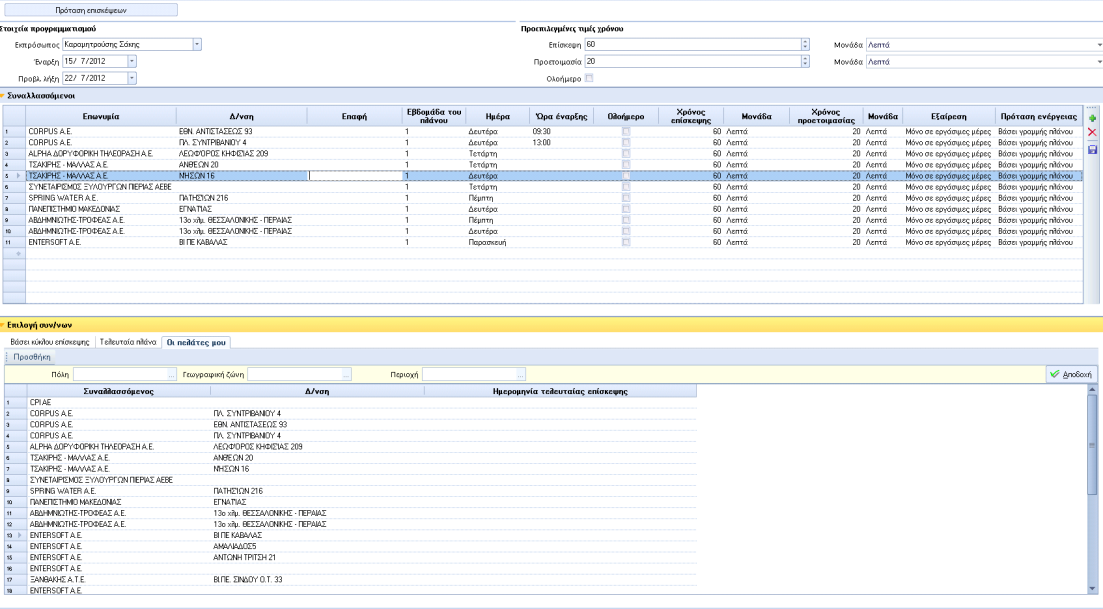 Πρόταση επισκέψεων
Στοιχεία προγραμματισμού Προεπιλεγμένες τιμές χρόνου
Εκπρόσωπος Καραμητρούσης Σάκης Επίσκεψη 60 Μονάδα Λεπτά
Έναρξη 15/ 7/2012 Προετοιμασία 20 Μονάδα Λεπτά
Προβλ. λήξη 22/ 7/2012 Ολοήμερο
Συναλλασσόμενοι
Επωνυμία Δ/νση Επαφή Εβδομάδα του πλάνου Ημέρα Ώρα έναρξης Ολοήμερο Χρόνος επίσκεψης Μονάδα Χρόνος προετοιμασίας Μονάδα Εξαίρεση Πρόταση ενέργειας
1 CORPUS A.E. ΕΘΝ. ΑΝΤΙΣΤΑΣΕΩΣ 93 1 Δευτέρα 09:30 60 Λεπτά 20 Λεπτά Μόνο σε εργάσιμες μέρες Βάσει γραμμής πλάνου
2 CORPUS A.E. ΠΛ. ΣΥΝΤΡΙΒΑΝΙΟΥ 4 1 Δευτέρα 13:00 60 Λεπτά 20 Λεπτά Μόνο σε εργάσιμες μέρες Βάσει γραμμής πλάνου
3 ALPHA ΔΟΡΥΦΟΡΙΚΗ ΤΗΛΕΟΡΑΣΗ Α.Ε. ΛΕΩΦΌΡΟΣ ΚΗΦΙΣΊΑΣ 209 1 Τετάρτη 60 Λεπτά 20 Λεπτά Μόνο σε εργάσιμες μέρες Βάσει γραμμής πλάνου
4 ΤΣΑΚΙΡΗΣ - ΜΑΛΛΑΣ Α.Ε. ΑΝΘΈΩΝ 20 1 Τετάρτη 60 Λεπτά 20 Λεπτά Μόνο σε εργάσιμες μέρες Βάσει γραμμής πλάνου
5 ΤΣΑΚΙΡΗΣ - ΜΑΛΛΑΣ Α.Ε. ΝΉΣΩΝ 16 1 Δευτέρα 60 Λεπτά 20 Λεπτά Μόνο σε εργάσιμες μέρες Βάσει γραμμής πλάνου
6 ΣΥΝΕΤΑΙΡΙΣΜΟΣ ΞΥΛΟΥΡΓΩΝ ΠΙΕΡΙΑΣ ΑΕΒΕ 1 Τετάρτη 60 Λεπτά 20 Λεπτά Μόνο σε εργάσιμες μέρες Βάσει γραμμής πλάνου
7 SPRING WATER A.E. ΠΑΤΗΣΊΩΝ 216 1 Πέμπτη 60 Λεπτά 20 Λεπτά Μόνο σε εργάσιμες μέρες Βάσει γραμμής πλάνου
8 ΠΑΝΕΠΙΣΤΗΜΙΟ ΜΑΚΕΔΟΝΙΑΣ ΕΓΝΑΤΊΑΣ 1 Δευτέρα 60 Λεπτά 20 Λεπτά Μόνο σε εργάσιμες μέρες Βάσει γραμμής πλάνου
9 ΑΒΔΗΜΝΙΩΤΗΣ-ΤΡΟΦΕΑΣ Α.Ε. 13ο χλμ. ΘΕΣΣΑΛΟΝΙΚΗΣ - ΠΕΡΑΙΑΣ 1 Πέμπτη 60 Λεπτά 20 Λεπτά Μόνο σε εργάσιμες μέρες Βάσει γραμμής πλάνου
10 ΑΒΔΗΜΝΙΩΤΗΣ-ΤΡΟΦΕΑΣ Α.Ε. 13ο χλμ. ΘΕΣΣΑΛΟΝΙΚΗΣ - ΠΕΡΑΙΑΣ 1 Δευτέρα 60 Λεπτά 20 Λεπτά Μόνο σε εργάσιμες μέρες Βάσει γραμμής πλάνου
11 ENTERSOFT A.E. ΒΙ ΠΕ ΚΑΒΑΛΑΣ 1 Παρασκευή 60 Λεπτά 20 Λεπτά Μόνο σε εργάσιμες μέρες Βάσει γραμμής πλάνου
Επιλογή συν/νων
Βάσει κύκλου επίσκεψης Τελευταία πλάνα Οι πελάτες μου
Προσθήκη
Πόλη ... Γεωγραφική ζώνη ... Περιοχή ... Αποδοχή
Συναλλασσόμενος Δ/νση Ημερομηνία τελευταίας επίσκεψης
1 CPI AE
2 CORPUS A.E. ΠΛ. ΣΥΝΤΡΙΒΑΝΙΟΥ 4
3 CORPUS A.E. ΕΘΝ. ΑΝΤΙΣΤΑΣΕΩΣ 93
4 CORPUS A.E. ΠΛ. ΣΥΝΤΡΙΒΑΝΙΟΥ 4
5 ALPHA ΔΟΡΥΦΟΡΙΚΗ ΤΗΛΕΟΡΑΣΗ Α.Ε. ΛΕΩΦΌΡΟΣ ΚΗΦΙΣΊΑΣ 209
6 ΤΣΑΚΙΡΗΣ - ΜΑΛΛΑΣ Α.Ε. ΑΝΘΈΩΝ 20
7 ΤΣΑΚΙΡΗΣ - ΜΑΛΛΑΣ Α.Ε. ΝΉΣΩΝ 16
8 ΣΥΝΕΤΑΙΡΙΣΜΟΣ ΞΥΛΟΥΡΓΩΝ ΠΙΕΡΙΑΣ ΑΕΒΕ
9 SPRING WATER A.E. ΠΑΤΗΣΊΩΝ 216
10 ΠΑΝΕΠΙΣΤΗΜΙΟ ΜΑΚΕΔΟΝΙΑΣ ΕΓΝΑΤΊΑΣ
11 ΑΒΔΗΜΝΙΩΤΗΣ-ΤΡΟΦΕΑΣ Α.Ε. 13ο χλμ. ΘΕΣΣΑΛΟΝΙΚΗΣ - ΠΕΡΑΙΑΣ
12 ΑΒΔΗΜΝΙΩΤΗΣ-ΤΡΟΦΕΑΣ Α.Ε. 13ο χλμ. ΘΕΣΣΑΛΟΝΙΚΗΣ - ΠΕΡΑΙΑΣ
13 ENTERSOFT A.E. ΒΙ ΠΕ ΚΑΒΑΛΑΣ
14 ENTERSOFT A.E. ΑΜΑΛΙΑΔΟΣ5
15 ENTERSOFT A.E. ΑΝΤΩΝΗ ΤΡΙΤΣΗ 21
16 ENTERSOFT A.E.
17 ΞΑΝΘΑΚΗΣ Α.Τ.Ε. ΒΙ.ΠΕ. ΣΙΝΔΟΥ Ο.Τ. 33
18 ENTERSOFT A.E.